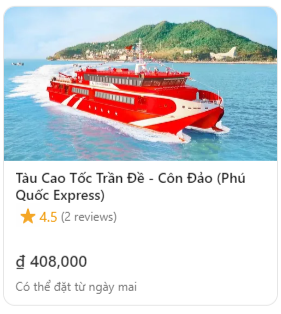 Tàu Cao Tốc Trần Đề - Côn Đảo (Phú
Quốc Express)
4.5 (2 reviews)
₫ 408,000
Có thể đặt từ ngày mai